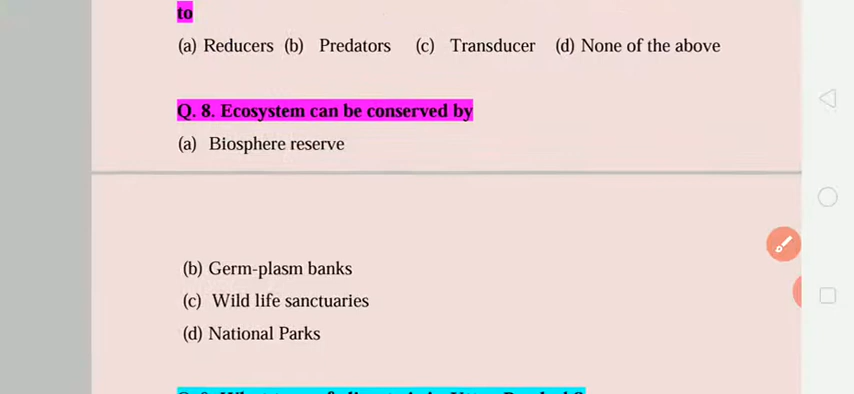 to
(a) Reducers (b) Predators (c) Transducer (d) None of the above
Q. 8. Ecosystem can be conserved by
(a) Biosphere reserve
(b) Germ-plasm banks
(c) Wild life sanctuaries
(d) National Parks